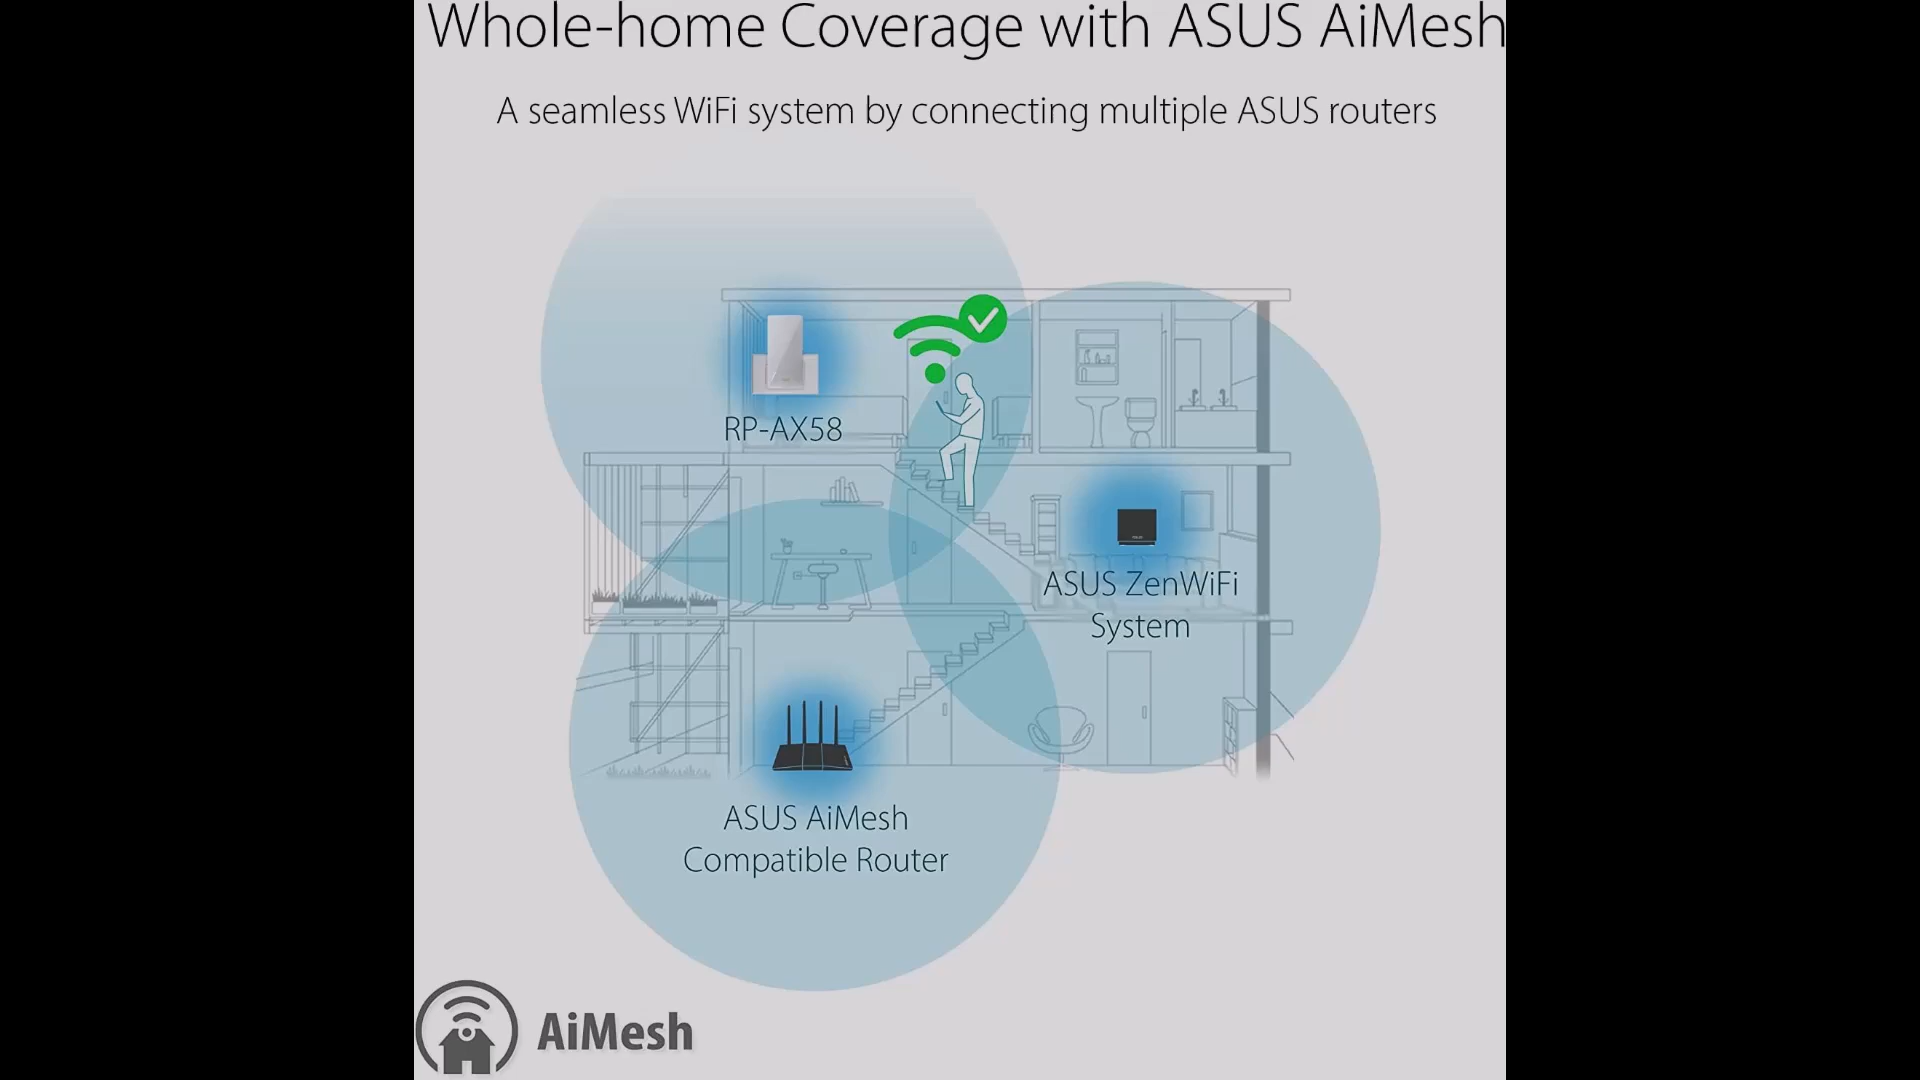 Whole-home Coverage with ASUS AiMesh
A seamless WiFi system by connecting multiple ASUS routers
RP-AX58
ASUS ZenWiFi
System
ASUS AiMesh
Compatible Router
AiMesh